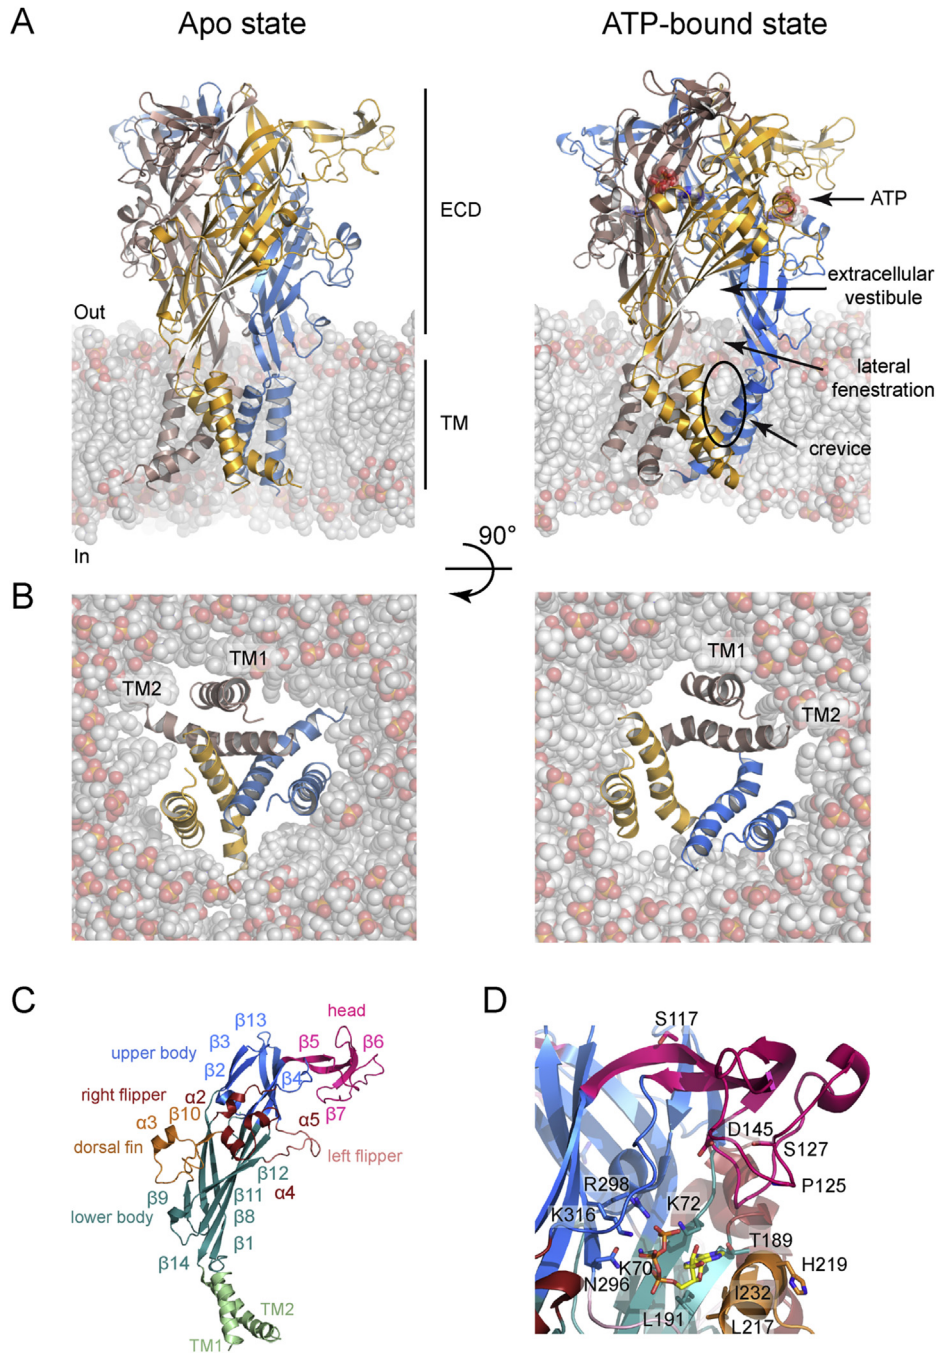 A
Apo state
ATP-bound state
ECD
ATP
extracellular
vestibule
Out
lateral
fenestration
TM
crevice
In
90°
B
TM1
TM2
TM1
TM2
C
D
β13
head
β3
β5
β6
upper body
β2
β4
right flipper
α2
β7
β10
α5
α3
dorsal fin
left flipper
β12
β9
β11
α4
lower body
β8
β1
β14
TM2
TM1
S117
D145
S127
P125
R298
K72
K316
T189
K70
H219
N296
I232
L191
L217